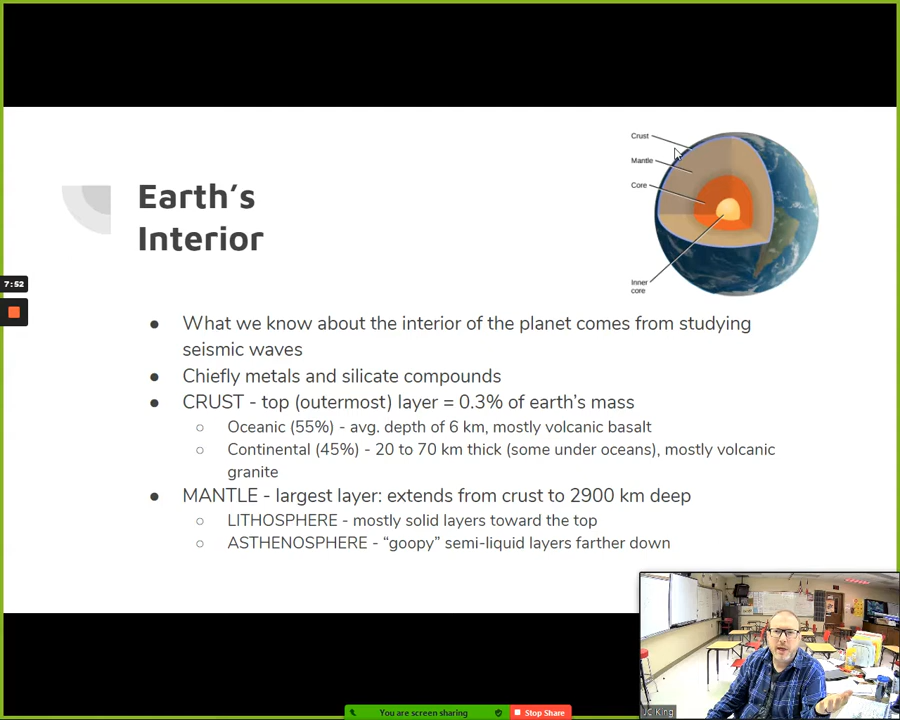 Crust
Mantle
Core
Inner
core
Earth's
Interior
7:52
● What we know about the interior of the planet comes from studying
seismic waves
● Chiefly metals and silicate compounds
● CRUST - top (outermost) layer = 0.3% of earth's mass
○ Oceanic (55%) - avg. depth of 6 km, mostly volcanic basalt
○ Continental (45%) - 20 to 70 km thick (some under oceans), mostly volcanic
granite
● MANTLE - largest layer: extends from crust to 2900 km deep
○ LITHOSPHERE - mostly solid layers toward the top
○ ASTHENOSPHERE - “goopy” semi-liquid layers farther down
JC King
You are screen sharing
Stop Share